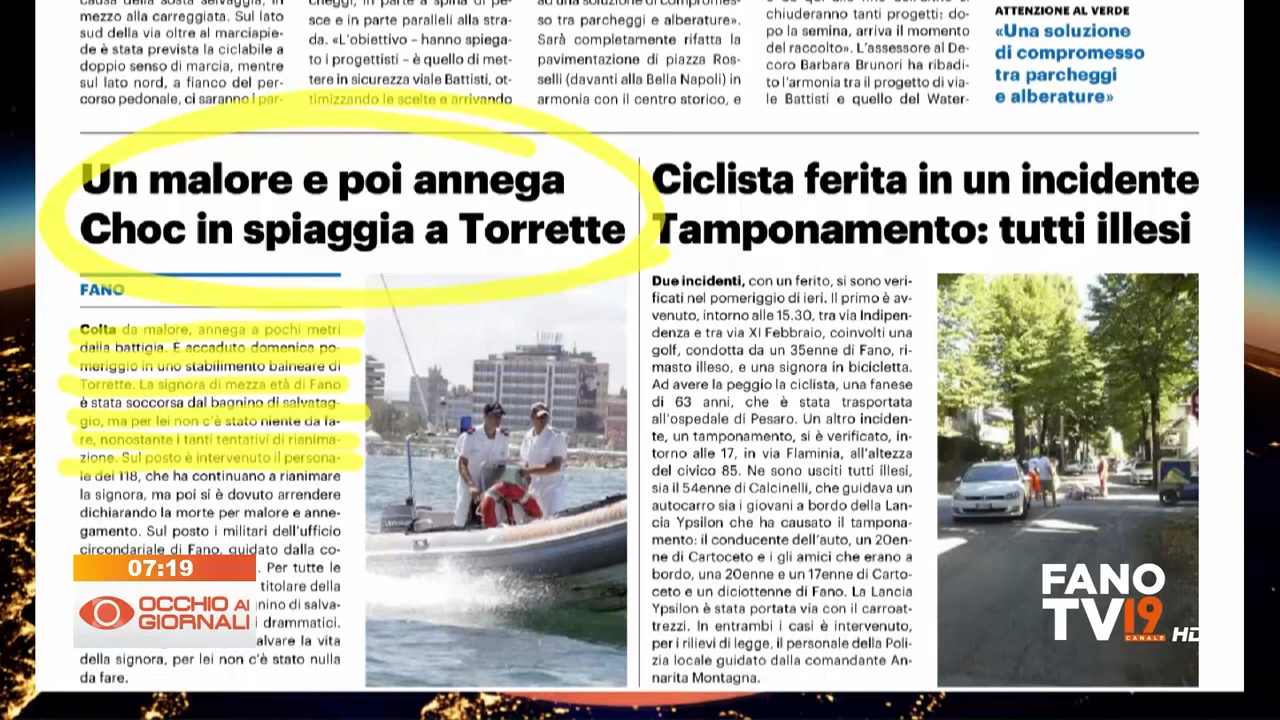 mezzo alla carreggiata. Sul lato
sud della via oltre al marciapie-
de è stata prevista la ciclabile a
doppio senso di marcia, mentre
sul lato nord, a fianco del per-
corso pedonale, ci saranno i par-
cheggi, in parte a spina di pe-
sce e in parte paralleli alla stra-
da. «L'obiettivo – hanno spiega-
to i progettisti – è quello di met-
tere in sicurezza viale Battisti, ot-
timizzando le scelte e arrivando
ad una soluzione di compromes-
so tra parcheggi e alberature».
Sarà completamente rifatta la
pavimentazione di piazza Ros-
selli (davanti alla Bella Napoli) in
armonia con il centro storico, e
chiuderanno tanti progetti: do-
po la semina, arriva il momento
del raccolto». L'assessore al De-
coro Barbara Brunori ha ribadi-
to l'armonia tra il progetto di via-
le Battisti e quello del Water-
ATTENZIONE AL VERDE
«Una soluzione
di compromesso
tra parcheggi
e alberature»
Un malore e poi annega
Choc in spiaggia a Torrette
FANO
Colta da malore, annega a pochi metri
dalla battigia. È accaduto domenica po-
meriggio in uno stabilimento balneare di
Torrette. La signora di mezza età di Fano
è stata soccorsa dal bagnino di salvatag-
gio, ma per lei non c'è stato niente da fa-
re, nonostante i tanti tentativi di rianima-
zione. Sul posto è intervenuto il persona-
le del 118, che ha continuano a rianimare
la signora, ma poi si è dovuto arrendere
dichiarando la morte per malore e anne-
gamento. Sul posto i militari dell'ufficio
circondariale di Fano, guidato dalla co-
. Per tutte le
titolare della
nino di salva-
i drammatici.
alvare la vita
della signora, per lei non c'è stato nulla
da fare.
Ciclista ferita in un incidente
Tamponamento: tutti illesi
Due incidenti, con un ferito, si sono veri-
ficati nel pomeriggio di ieri. Il primo è av-
venuto, intorno alle 15.30, tra via Indipen-
denza e tra via XI Febbraio, coinvolti una
golf, condotta da un 35enne di Fano, ri-
masto illeso, e una signora in bicicletta.
Ad avere la peggio la ciclista, una fanese
di 63 anni, che è stata trasportata
all'ospedale di Pesaro. Un altro inciden-
te, un tamponamento, si è verificato, in-
torno alle 17, in via Flaminia, all'altezza
del civico 85. Ne sono usciti tutti illesi,
sia il 54enne di Calcinelli, che guidava un
autocarro sia i giovani a bordo della Lan-
cia Ypsilon che ha causato il tampona-
mento: il conducente dell'auto, un 20en-
ne di Cartoceto e i gli amici che erano a
bordo, una 20enne e un 17enne di Carto-
ceto e un diciottenne di Fano. La Lancia
Ypsilon è stata portata via con il carroat-
trezzi. In entrambi i casi è intervenuto,
per i rilievi di legge, il personale della Poli-
zia locale guidato dalla comandante An-
narita Montagna.
07:19
OCCHIO AI
GIORNALI
FANO
TV19
CANALE
HD